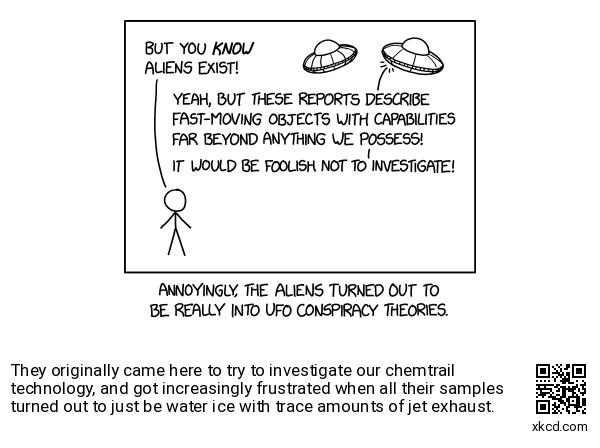 BUT YOU KNOW
ALIENS EXIST!
YEAH, BUT THESE REPORTS DESCRIBE
FAST-MOVING OBJECTS WITH CAPABILITIES
FAR BEYOND ANYTHING WE POSSESS!
IT WOULD BE FOOLISH NOT TO INVESTIGATE!
ANNOYINGLY, THE ALIENS TURNED OUT TO
BE REALLY INTO UFO CONSPIRACY THEORIES.
They originally came here to try to investigate our chemtrail
technology, and got increasingly frustrated when all their samples
turned out to just be water ice with trace amounts of jet exhaust.
xkcd.com